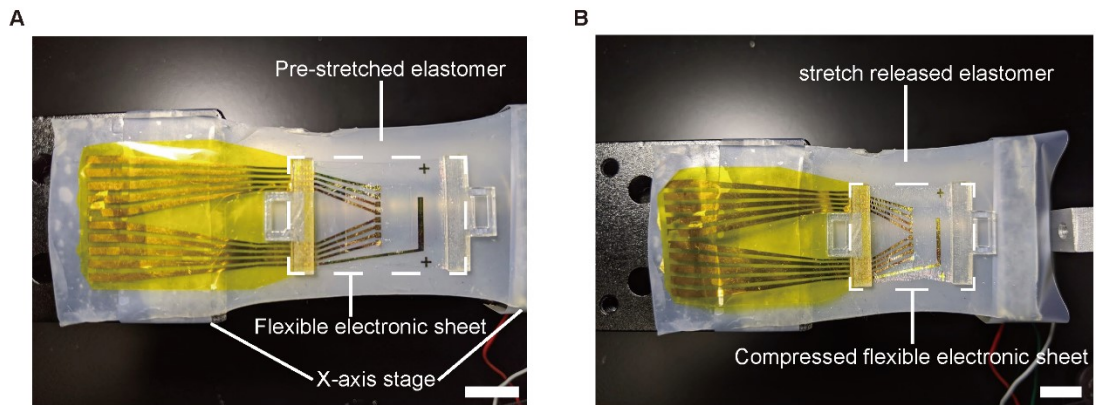 A
Pre-stretched elastomer
Flexible electronic sheet
X-axis stage
B
stretch released elastomer
Compressed flexible electronic sheet